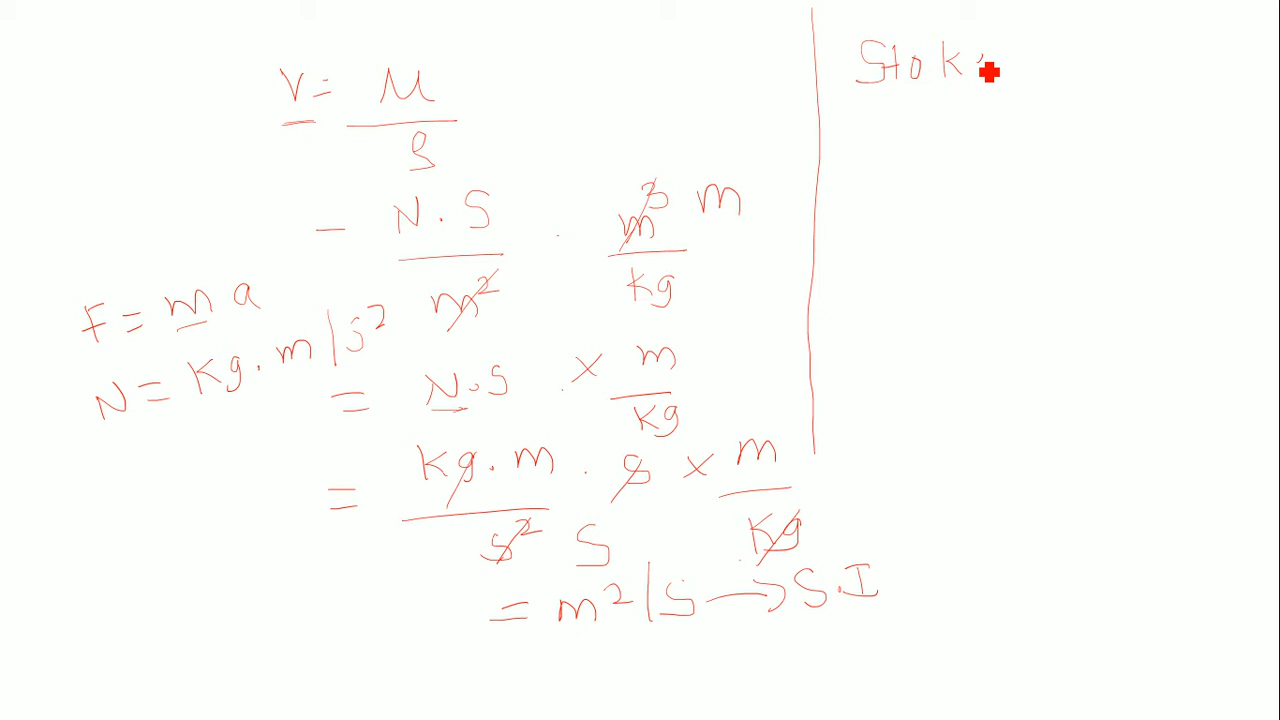 ν = μ / ρ
= N.S / m² . m³ / kg m
F = m a
N = Kg . m | s²
= N.S × m / kg
= kg . m / s² . s × m / kg
S
= m² | s → S.I
Stok